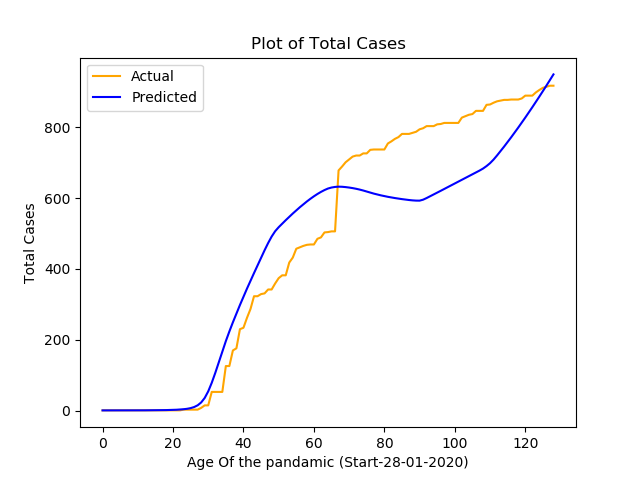 Plot of Total Cases
Actual
Predicted
Total Cases
800
600
400
200
0
0 20 40 60 80 100 120
Age Of the pandamic (Start-28-01-2020)